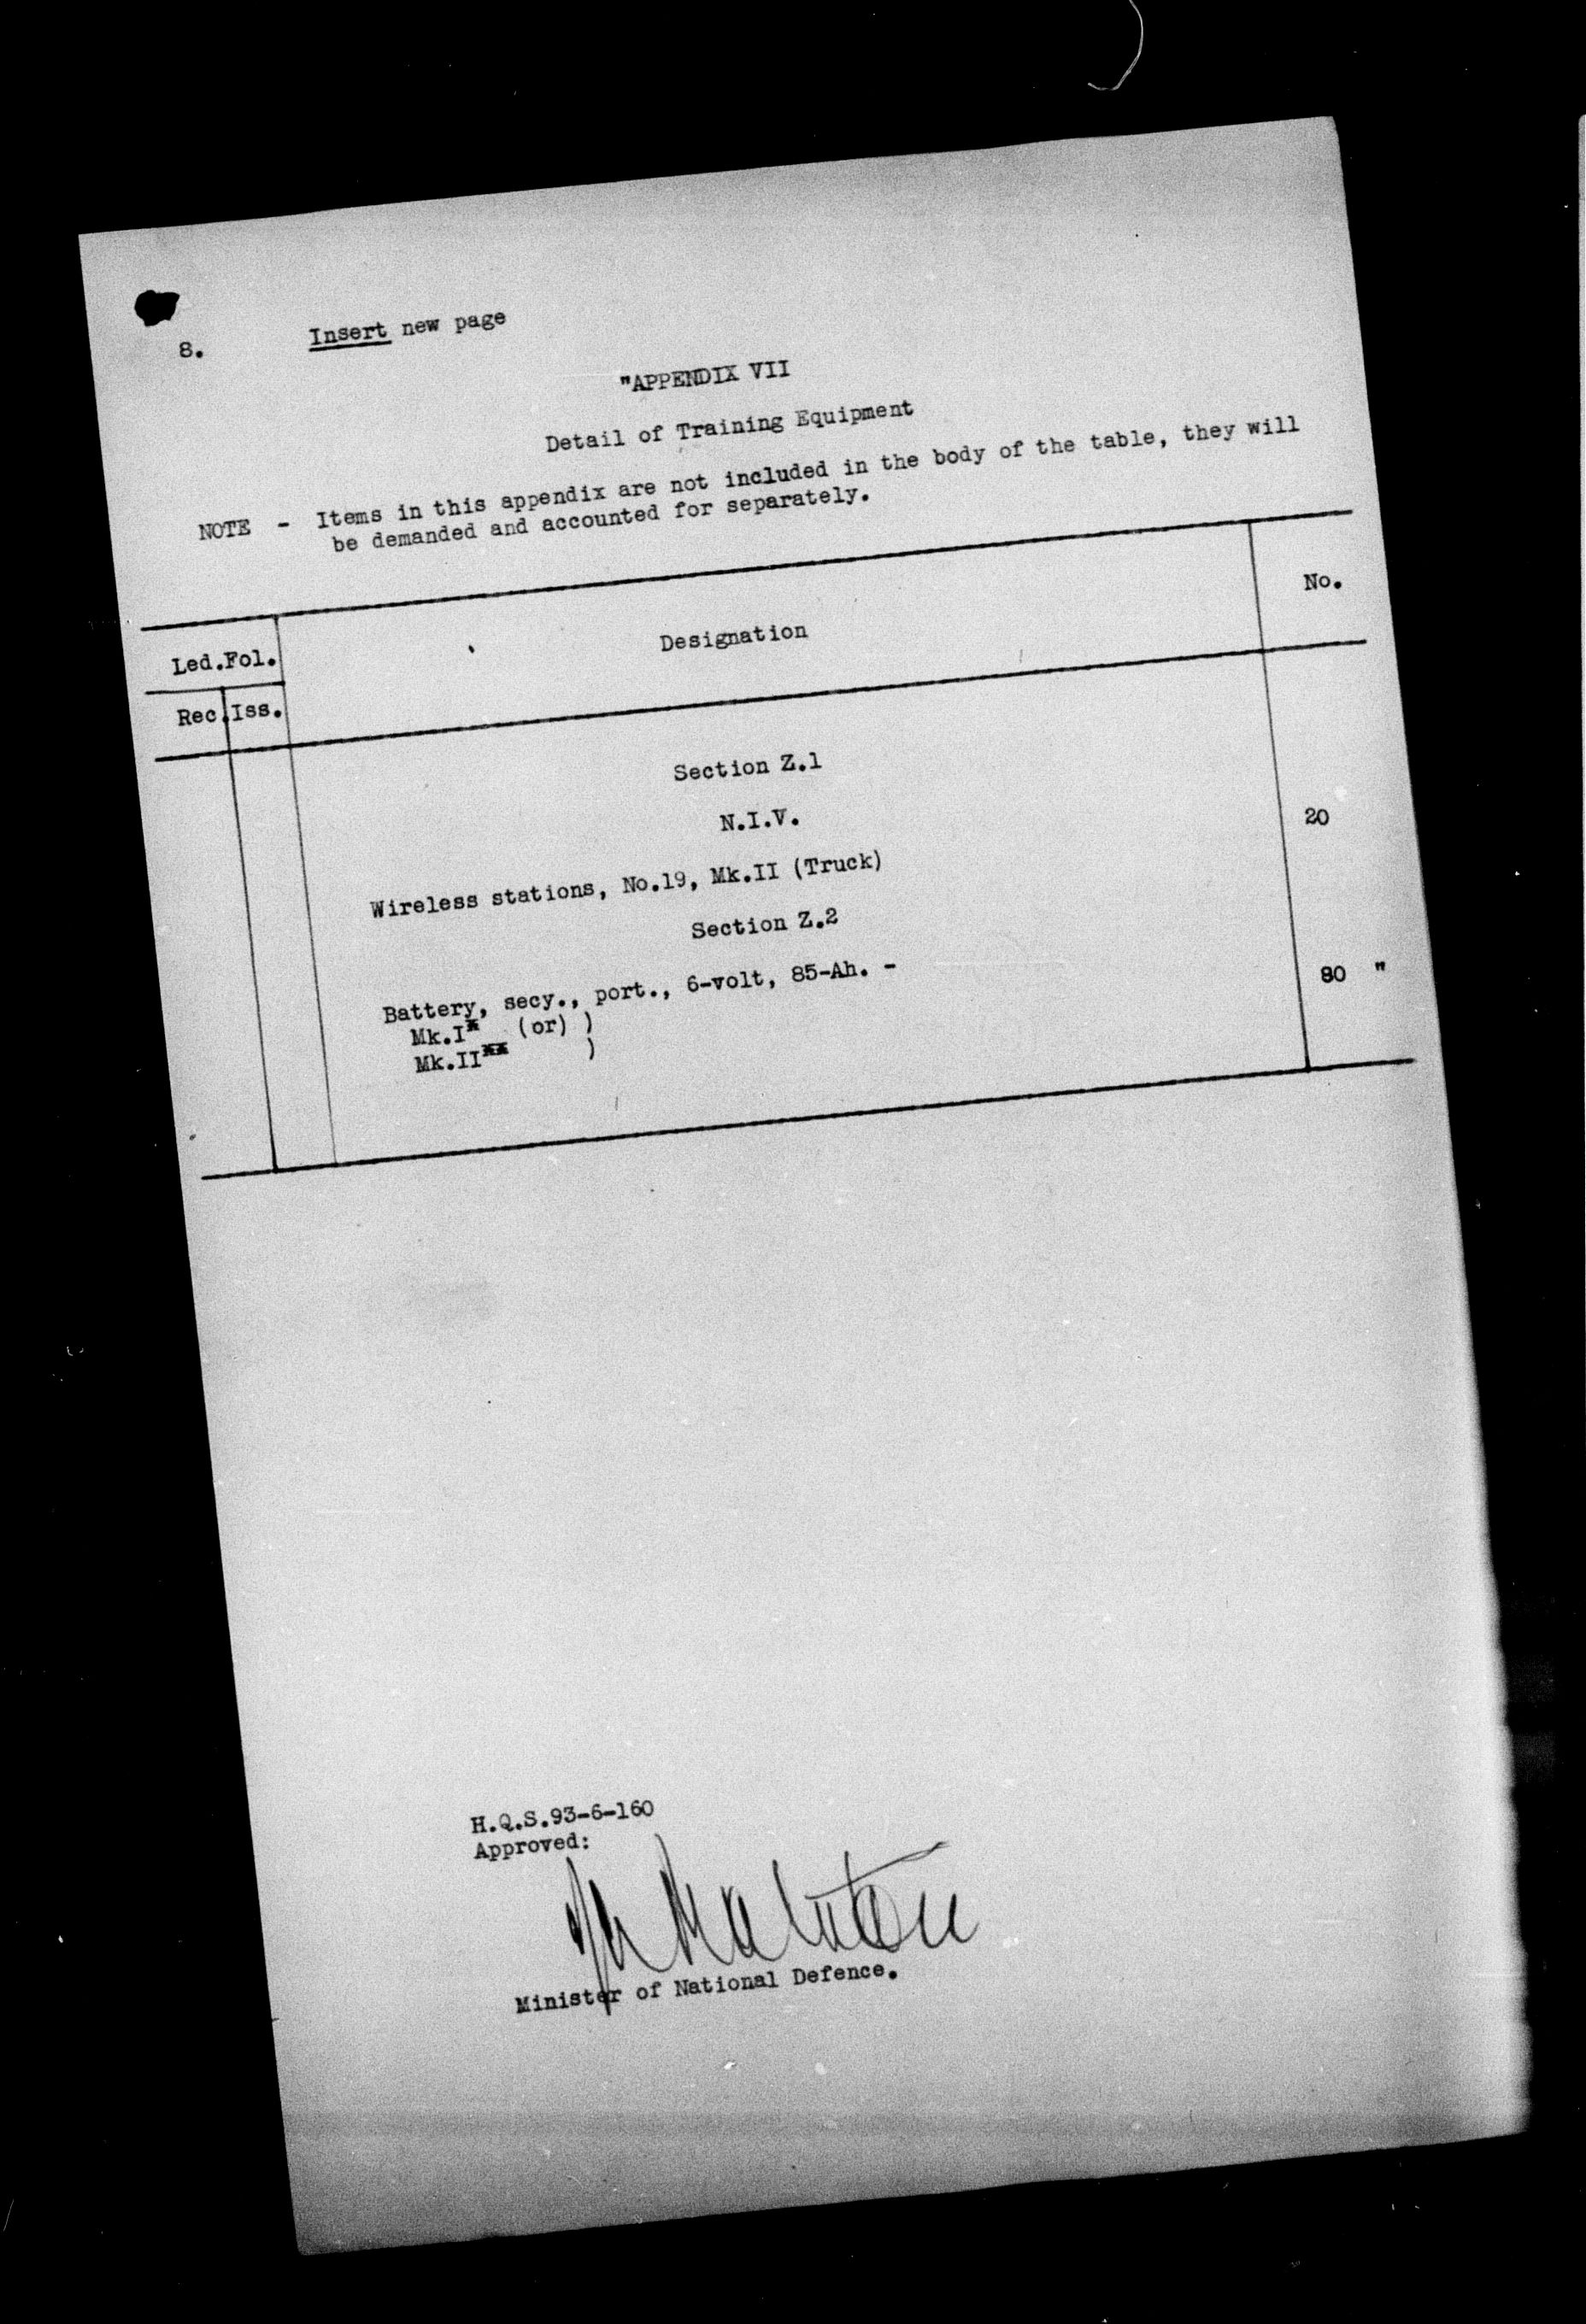 8. Insert new page
"APPENDIX VII
Detail of Training Equipment
NOTE - Items in this appendix are not included in the body of the table, they will
be demanded and accounted for separately.
Led.Fol. Designation No.
Rec. Iss.
Section Z.1
N.I.V.
Wireless stations, No.19, Mk.II (Truck) 20
Section Z.2
Battery, secy., port., 6-volt, 85-Ah. - 80 "
Mk.I* (or) )
Mk.II** )
H.Q.S.93-6-160
Approved:
Minister of National Defence.